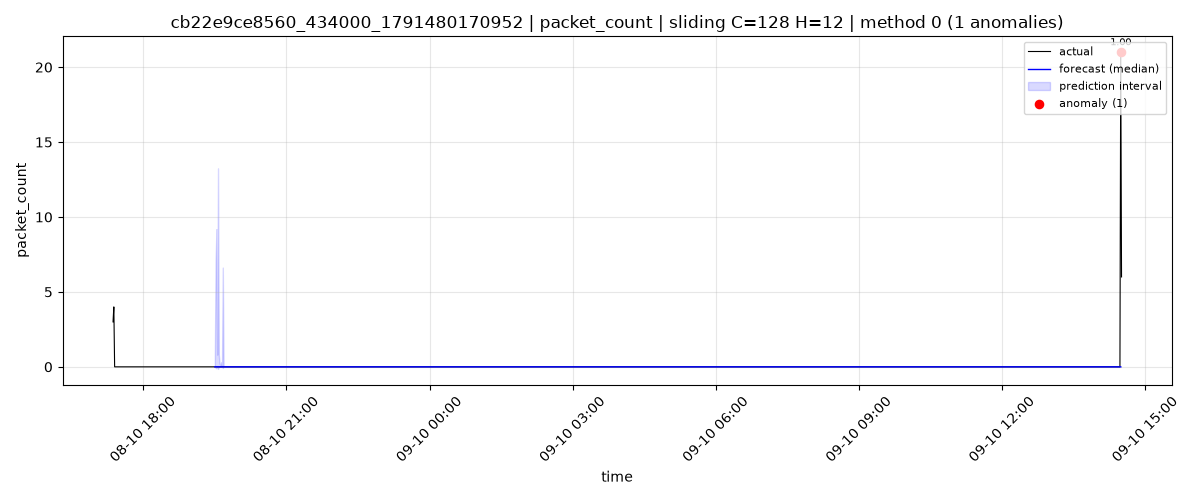 cb22e9ce8560_434000_1791480170952 | packet_count | sliding C=128 H=12 | method 0 (1 anomalies)
packet_count
20
15
10
5
0
1.00
actual
forecast (median)
prediction interval
anomaly (1)
08-10 18:00
08-10 21:00
09-10 00:00
09-10 03:00
09-10 06:00
09-10 09:00
09-10 12:00
09-10 15:00
time